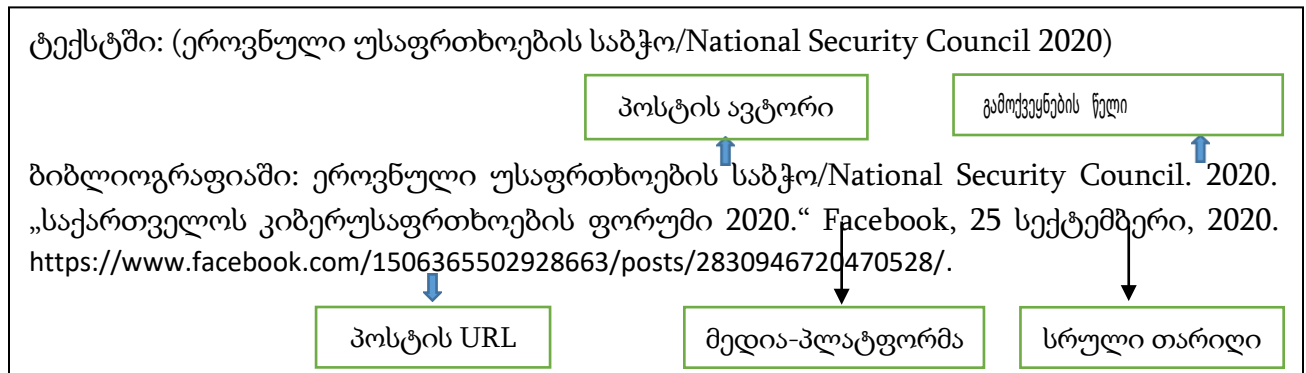 ტექსტში: (ეროვნული უსაფრთხოების საბჭო/National Security Council 2020)
პოსტის ავტორი
გამოქვეყნების წელი
ბიბლიოგრაფიაში: ეროვნული უსაფრთხოების საბჭო/National Security Council. 2020.
„საქართველოს კიბერუსაფრთხოების ფორუმი 2020.“ Facebook, 25 სექტემბერი, 2020.
https://www.facebook.com/1506365502928663/posts/2830946720470528/.
პოსტის URL
მედია-პლატფორმა
სრული თარიღი